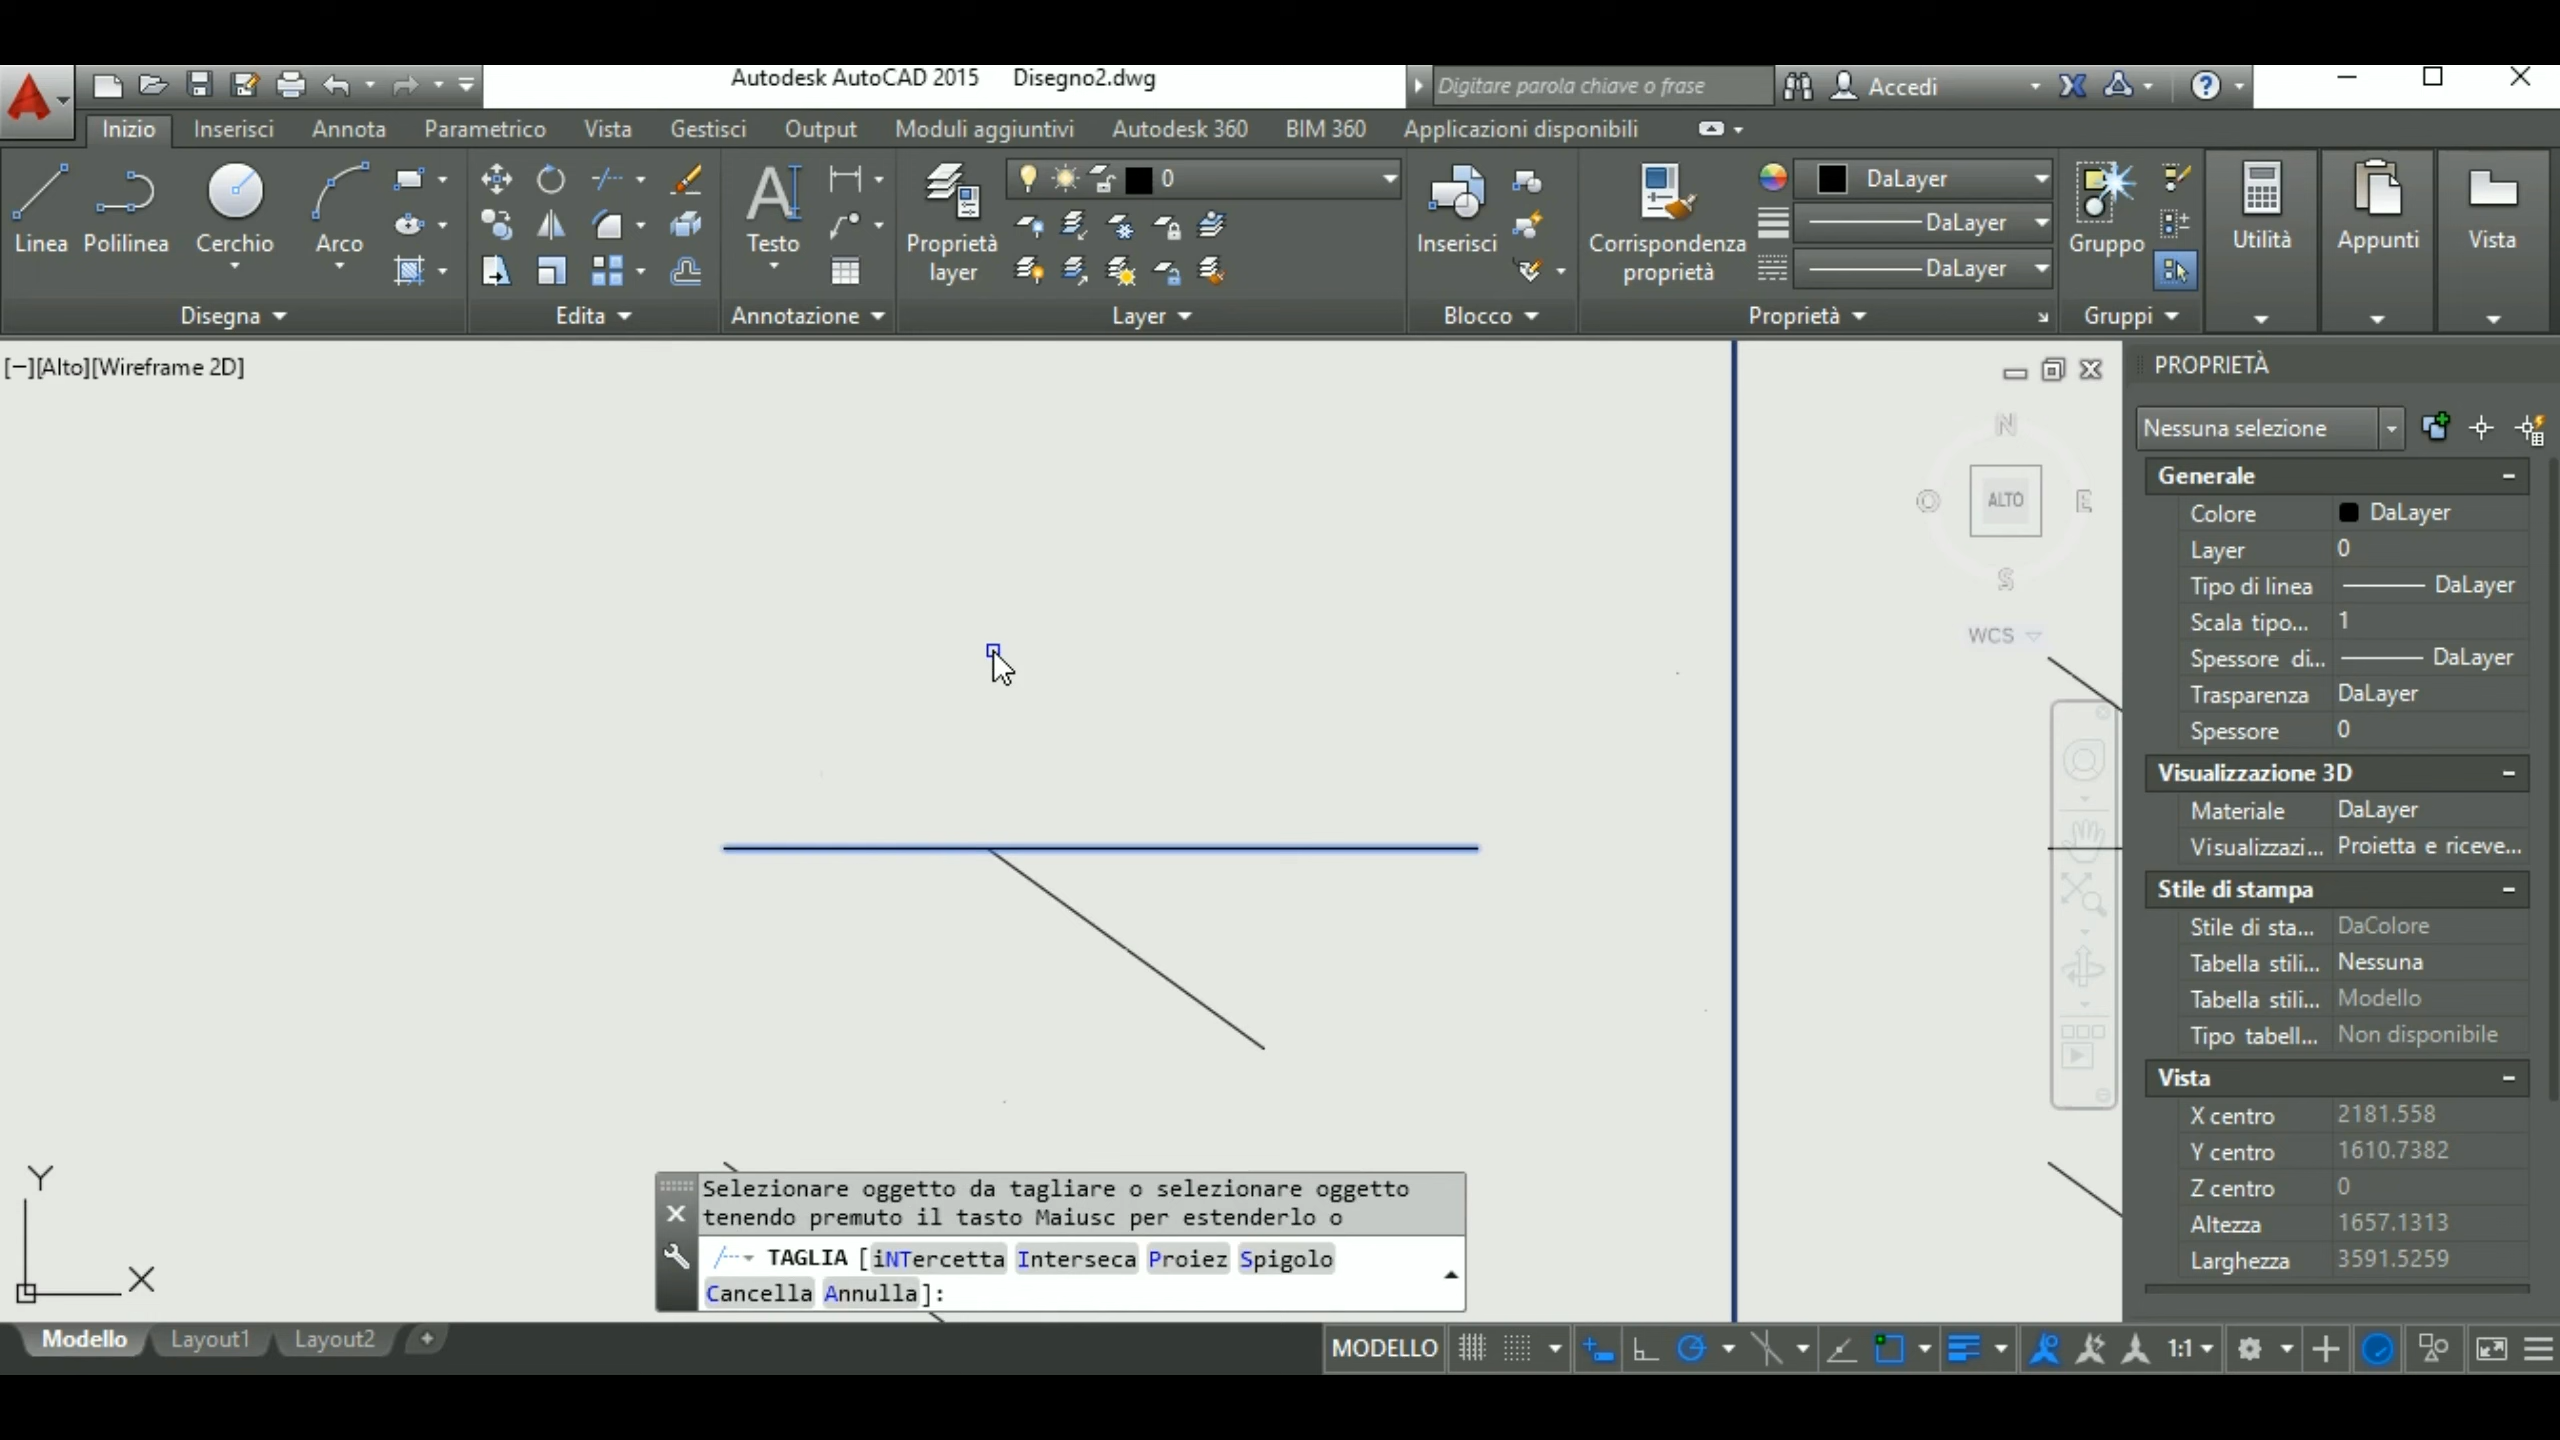 Autodesk AutoCAD 2015 Disegno2.dwg
Digitare parola chiave o frase
Accedi
Inizio Inserisci Annota Parametrico Vista Gestisci Output Moduli aggiuntivi Autodesk 360 BIM 360 Applicazioni disponibili
0
DaLayer
DaLayer
DaLayer
Linea Polilinea Cerchio Arco
Testo
Proprietà layer
Inserisci
Corrispondenza proprietà
Gruppo
Utilità
Appunti
Vista
Disegna Edita Annotazione Layer Blocco Proprietà Gruppi
[−][Alto][Wireframe 2D]
N
O ALTO E
S
WCS
PROPRIETÀ
Nessuna selezione
Generale
Colore DaLayer
Layer 0
Tipo di linea DaLayer
Scala tipo... 1
Spessore di... DaLayer
Trasparenza DaLayer
Spessore 0
Visualizzazione 3D
Materiale DaLayer
Visualizzazi... Proietta e riceve...
Stile di stampa
Stile di sta... DaColore
Tabella stili... Nessuna
Tabella stili... Modello
Tipo tabell... Non disponibile
Vista
X centro 2181.558
Y centro 1610.7382
Z centro 0
Altezza 1657.1313
Larghezza 3591.5259
Y
X
Selezionare oggetto da tagliare o selezionare oggetto
tenendo premuto il tasto Maiusc per estenderlo o
TAGLIA [iNTercetta Interseca Proiez Spigolo
Cancella Annulla]:
Modello Layout1 Layout2
MODELLO 1:1